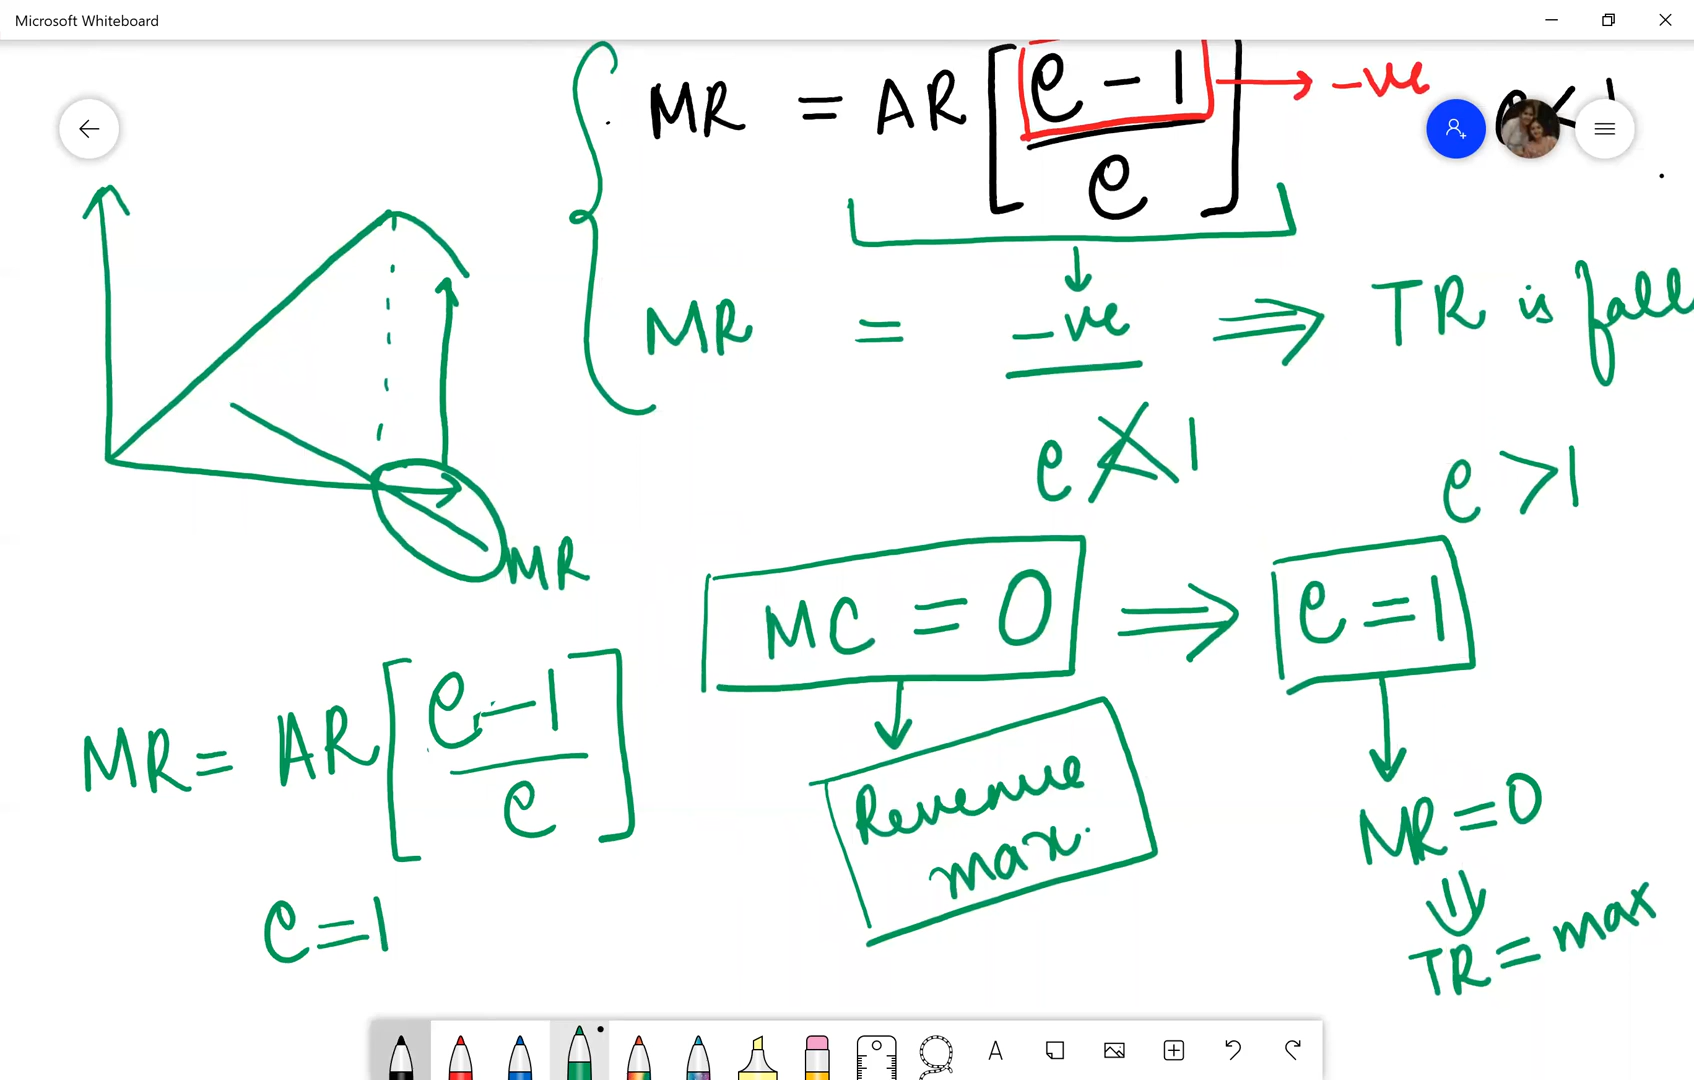 Microsoft Whiteboard
MR = AR [ e - 1 / e ] → -ve e < 1
MR = -ve ⇒ TR is fall
e < 1
e > 1
MR
MC = 0 ⇒ e = 1
MR = AR [ e - 1 / e ]
Revenue
max.
MR = 0
e = 1
TR = max
A